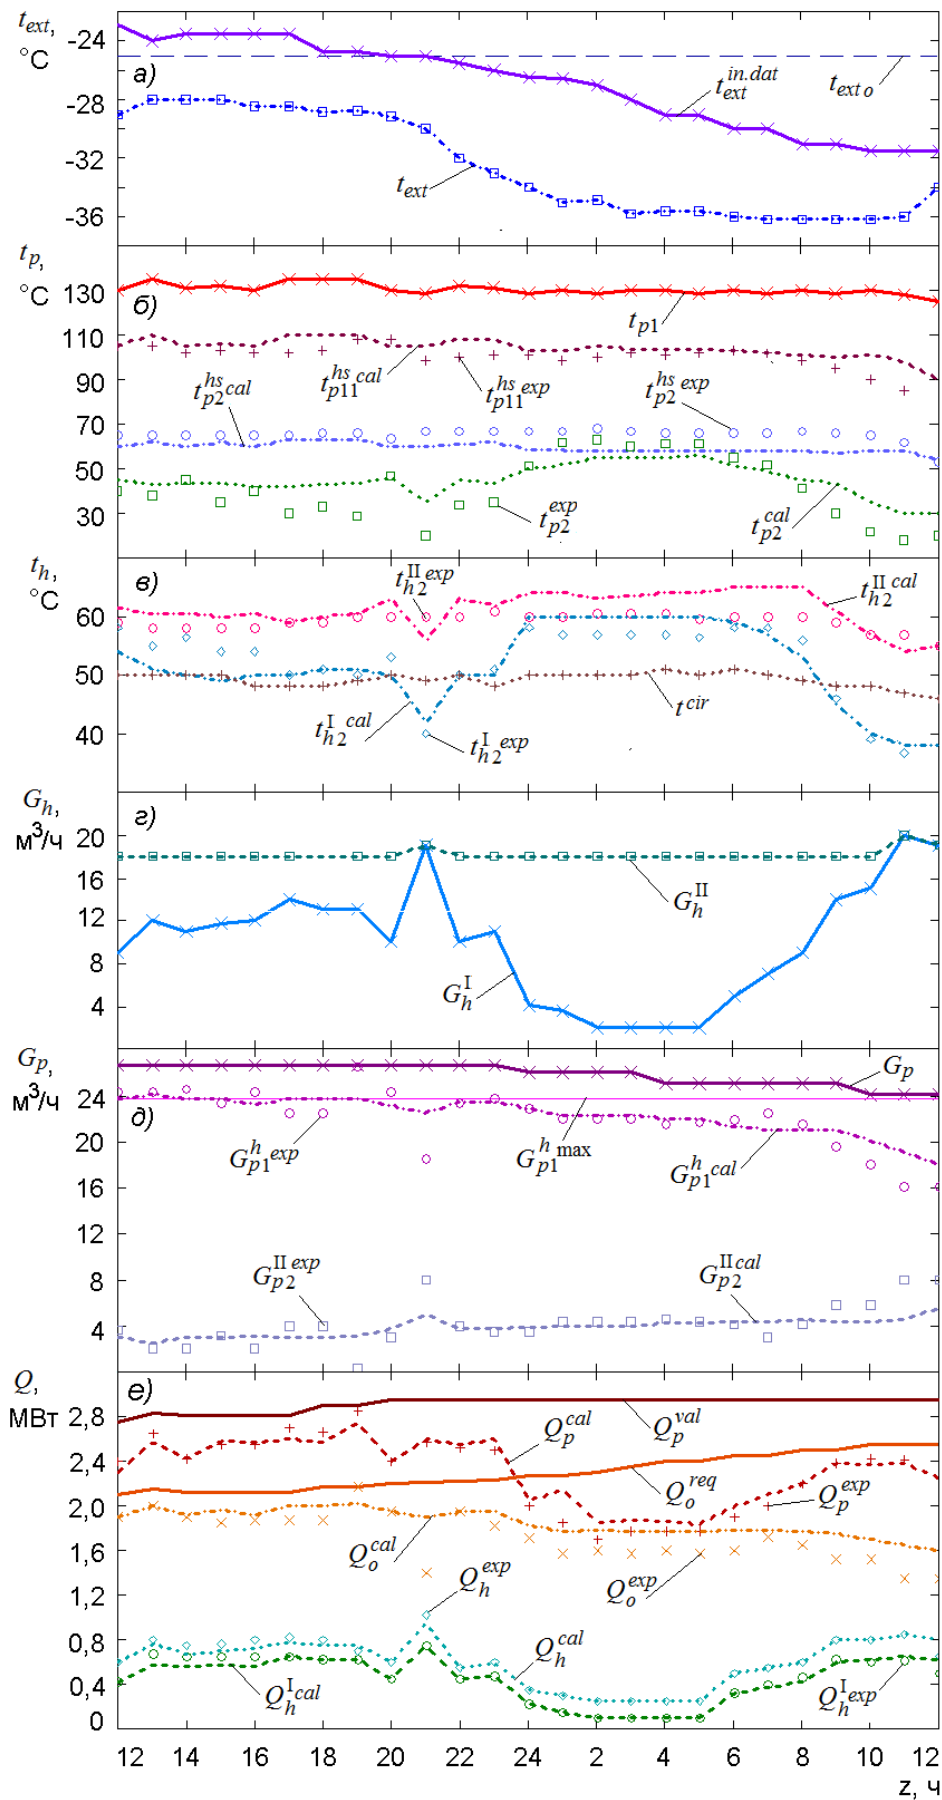 t_ext,
°C
-24
-28
-32
-36
а)
t_ext^in.dat
t_ext o
t_ext
t_p,
°C
130
110
90
70
50
30
б)
t_p1
t_p2^hs cal
t_p11^hs cal
t_p11^hs exp
t_p2^hs exp
t_p2^exp
t_p2^cal
t_h,
°C
60
50
40
в)
t_h2^II exp
t_h2^II cal
t_h2^I cal
t_h2^I exp
t^cir
G_h,
м³/ч
20
16
12
8
4
г)
G_h^II
G_h^I
G_p,
м³/ч
24
20
16
12
8
4
д)
G_p
G_p1^h exp
G_p1^h max
G_p1^h cal
G_p2^II exp
G_p2^II cal
Q,
МВт
2,8
2,4
2,0
1,6
1,2
0,8
0,4
0
е)
Q_p^cal
Q_p^val
Q_o^req
Q_p^exp
Q_o^cal
Q_h^exp
Q_o^exp
Q_h^cal
Q_h^I cal
Q_h^I exp
12 14 16 18 20 22 24 2 4 6 8 10 12
z, ч